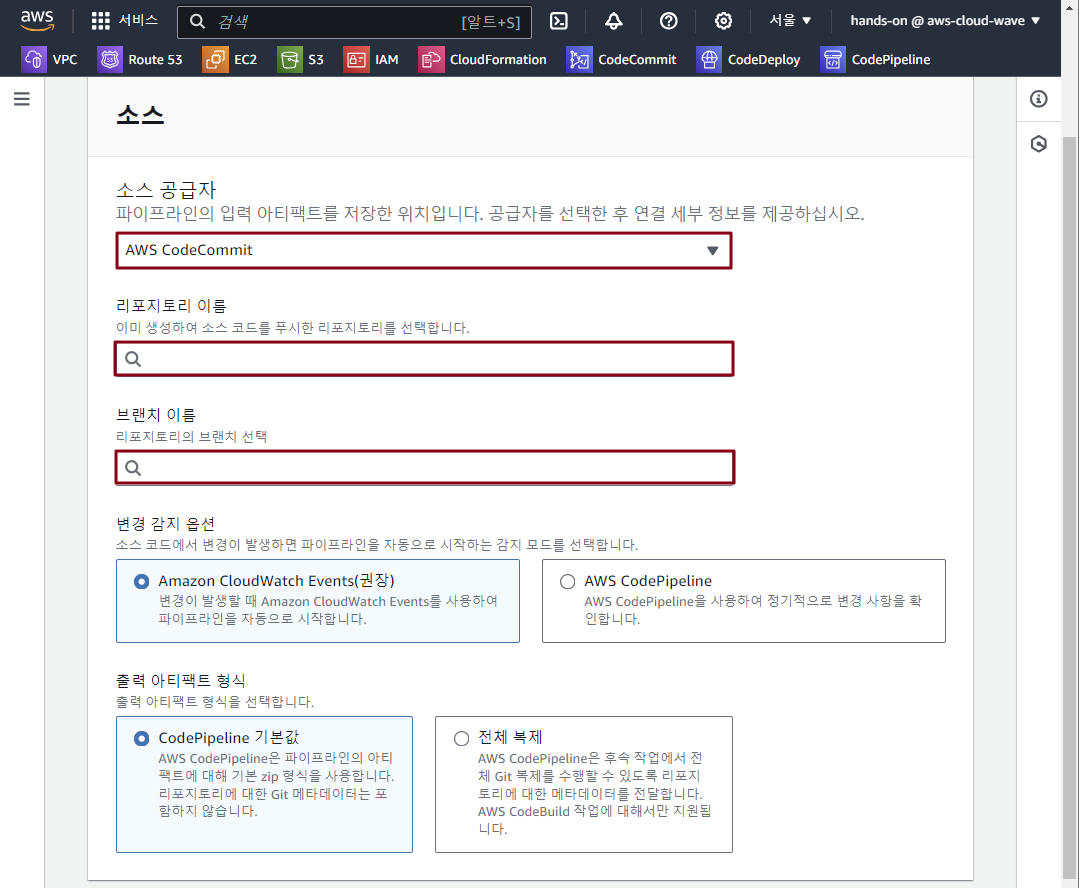 aws 서비스 검색 [알트+S] 서울 ▼ hands-on @ aws-cloud-wave ▼
VPC Route 53 EC2 S3 IAM CloudFormation CodeCommit CodeDeploy CodePipeline
소스
소스 공급자
파이프라인의 입력 아티팩트를 저장한 위치입니다. 공급자를 선택한 후 연결 세부 정보를 제공하십시오.
AWS CodeCommit
리포지토리 이름
이미 생성하여 소스 코드를 푸시한 리포지토리를 선택합니다.
브랜치 이름
리포지토리의 브랜치 선택
변경 감지 옵션
소스 코드에서 변경이 발생하면 파이프라인을 자동으로 시작하는 감지 모드를 선택합니다.
Amazon CloudWatch Events(권장)
변경이 발생할 때 Amazon CloudWatch Events를 사용하여
파이프라인을 자동으로 시작합니다.
AWS CodePipeline
AWS CodePipeline을 사용하여 정기적으로 변경 사항을 확
인합니다.
출력 아티팩트 형식
출력 아티팩트 형식을 선택합니다.
CodePipeline 기본값
AWS CodePipeline은 파이프라인의 아티
팩트에 대해 기본 zip 형식을 사용합니다.
리포지토리에 대한 Git 메타데이터는 포
함하지 않습니다.
전체 복제
AWS CodePipeline은 후속 작업에서 전
체 Git 복제를 수행할 수 있도록 리포지
토리에 대한 메타데이터를 전달합니다.
AWS CodeBuild 작업에 대해서만 지원됩
니다.